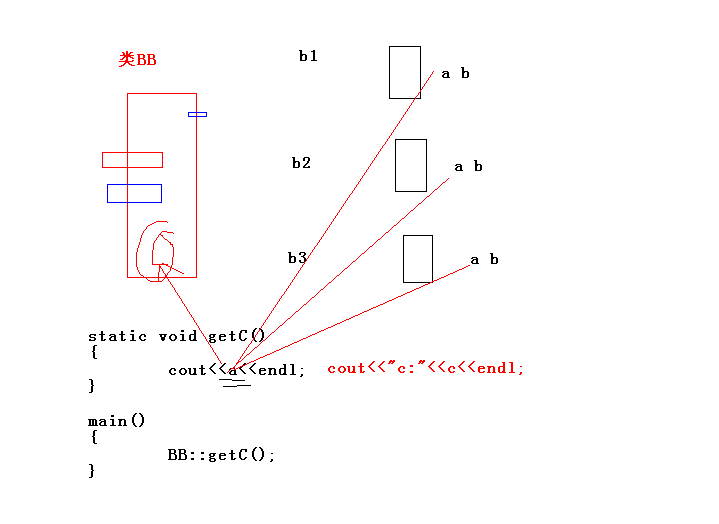 类BB
b1
a b
b2
a b
b3
a b
static void getC()
{
cout<<a<<endl; cout<<"c:"<<c<<endl;
}
main()
{
BB::getC();
}